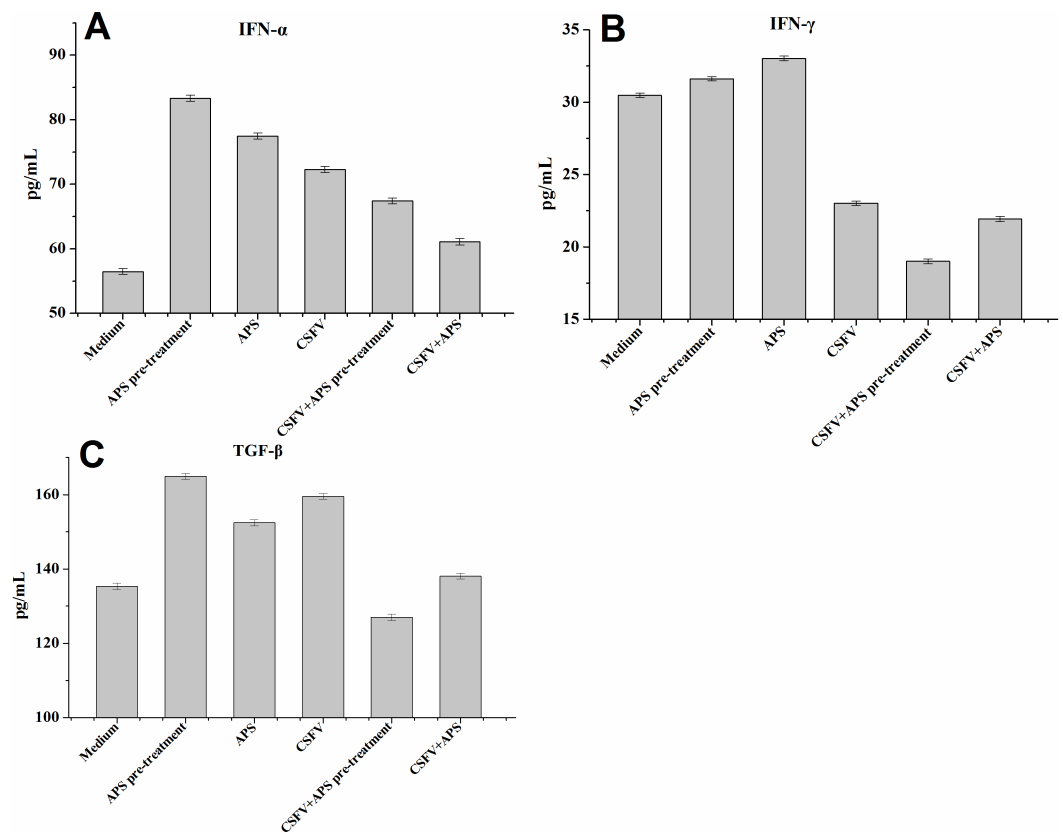 A
IFN-α
pg/mL
90
80
70
60
50
Medium
APS pre-treatment
APS
CSFV
CSFV+APS pre-treatment
CSFV+APS
B
IFN-γ
pg/mL
35
30
25
20
15
Medium
APS pre-treatment
APS
CSFV
CSFV+APS pre-treatment
CSFV+APS
C
TGF-β
pg/mL
160
140
120
100
Medium
APS pre-treatment
APS
CSFV
CSFV+APS pre-treatment
CSFV+APS